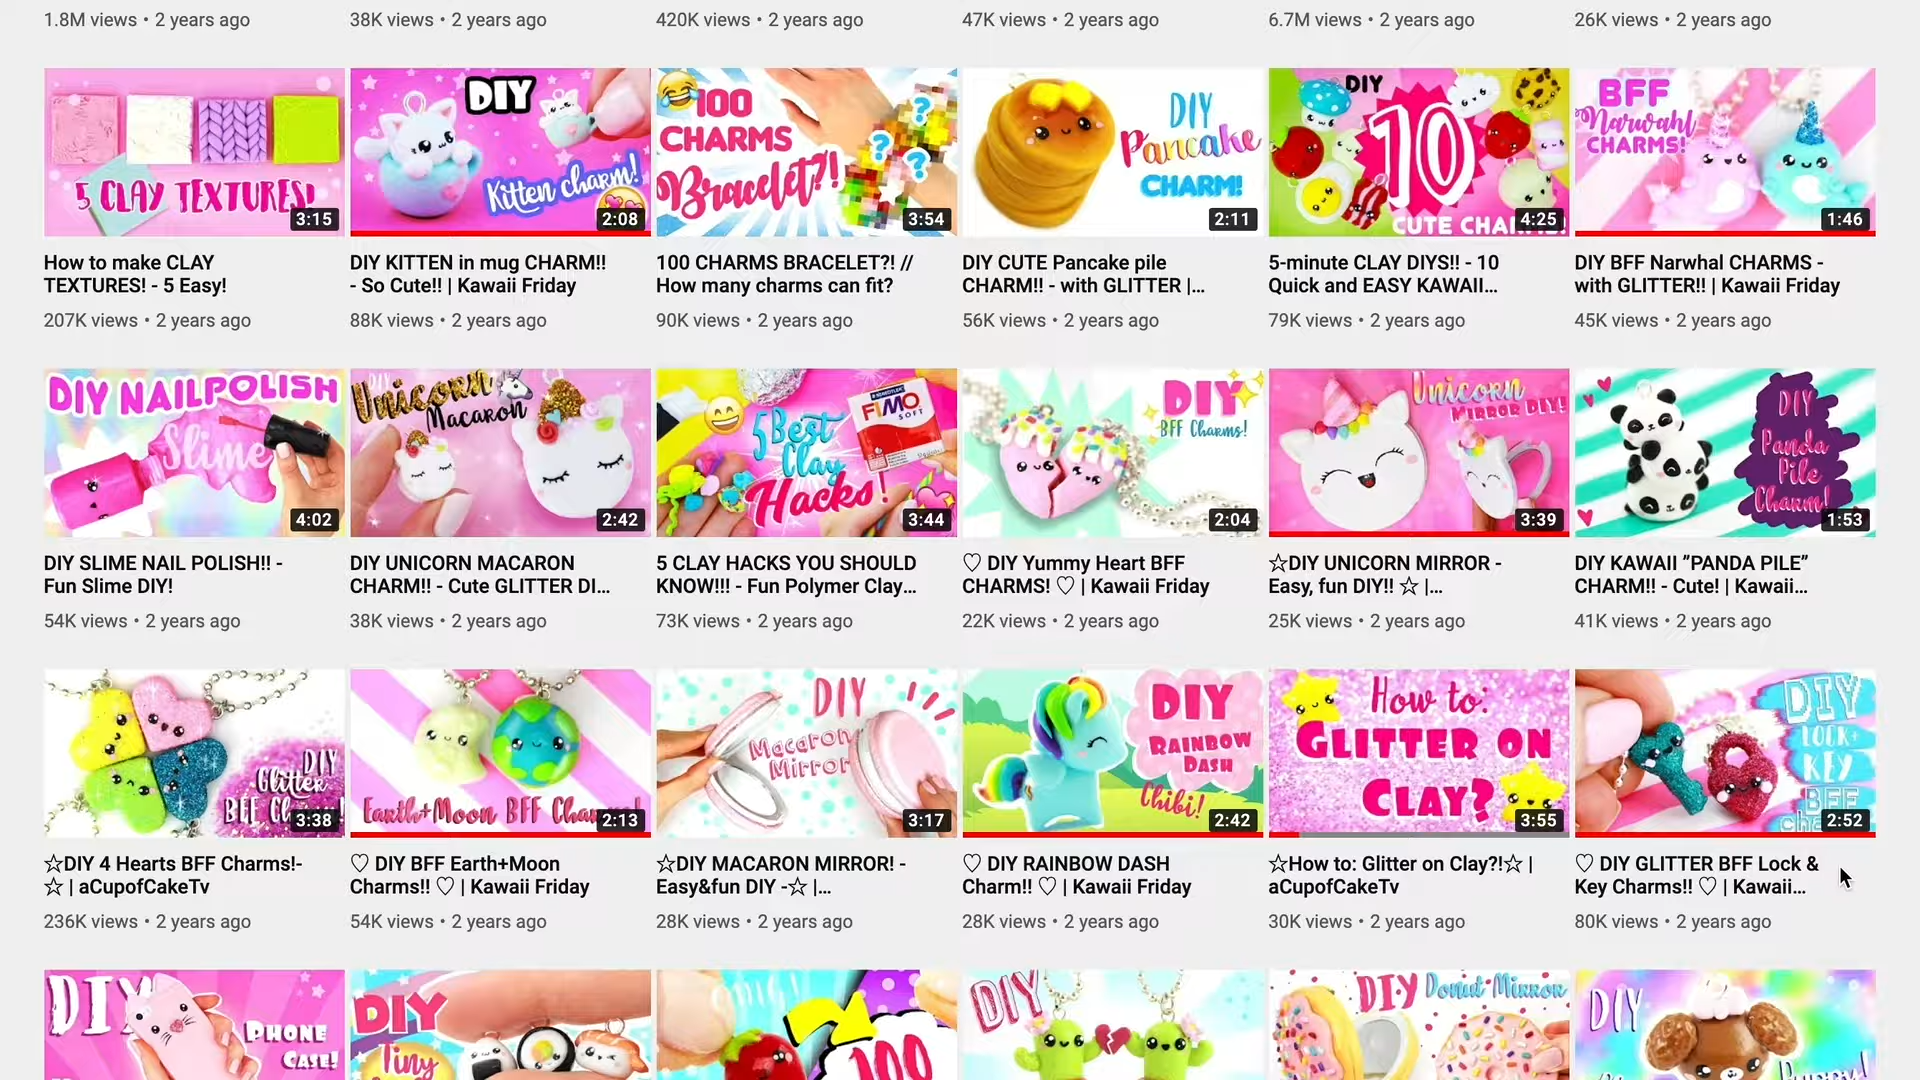 1.8M views • 2 years ago
38K views • 2 years ago
420K views • 2 years ago
47K views • 2 years ago
6.7M views • 2 years ago
26K views • 2 years ago
5 CLAY TEXTURES!
3:15
DIY
Kitten charm!
2:08
100
CHARMS
Bracelet?!
? ? ?
3:54
DIY
Pancake
CHARM!
2:11
DIY
10
CUTE
4:25
BFF
Narwahl
CHARMS!
1:46
How to make CLAY
TEXTURES! - 5 Easy!
207K views • 2 years ago
DIY KITTEN in mug CHARM!!
- So Cute!! | Kawaii Friday
88K views • 2 years ago
100 CHARMS BRACELET?! //
How many charms can fit?
90K views • 2 years ago
DIY CUTE Pancake pile
CHARM!! - with GLITTER |...
56K views • 2 years ago
5-minute CLAY DIYS!! - 10
Quick and EASY KAWAII...
79K views • 2 years ago
DIY BFF Narwhal CHARMS -
with GLITTER!! | Kawaii Friday
45K views • 2 years ago
DIY NAILPOLISH
Slime
4:02
DIY
Unicorn
Macaron
2:42
5 Best
Clay
Hacks!
FIMO
SOFT
3:44
DIY
BFF Charms!
2:04
Unicorn
MIRROR DIY!
3:39
DIY
Panda
Pile
Charm!
1:53
DIY SLIME NAIL POLISH!! -
Fun Slime DIY!
54K views • 2 years ago
DIY UNICORN MACARON
CHARM!! - Cute GLITTER DI...
38K views • 2 years ago
5 CLAY HACKS YOU SHOULD
KNOW!!! - Fun Polymer Clay...
73K views • 2 years ago
♡ DIY Yummy Heart BFF
CHARMS! ♡ | Kawaii Friday
22K views • 2 years ago
☆DIY UNICORN MIRROR -
Easy, fun DIY!! ☆ |...
25K views • 2 years ago
DIY KAWAII ”PANDA PILE”
CHARM!! - Cute! | Kawaii...
41K views • 2 years ago
DIY
Glitter
BFF
3:38
Earth+Moon BFF
2:13
DIY
Macaron
Mirror
3:17
DIY
RAINBOW
DASH
Chibi!
2:42
How to:
GLITTER ON
CLAY?
3:55
DIY
LOCK+
KEY
BFF
2:52
☆DIY 4 Hearts BFF Charms!-
☆ | aCupofCakeTv
236K views • 2 years ago
♡ DIY BFF Earth+Moon
Charms!! ♡ | Kawaii Friday
54K views • 2 years ago
☆DIY MACARON MIRROR! -
Easy&fun DIY -☆ |...
28K views • 2 years ago
♡ DIY RAINBOW DASH
Charm!! ♡ | Kawaii Friday
28K views • 2 years ago
☆How to: Glitter on Clay?!☆ |
aCupofCakeTv
30K views • 2 years ago
♡ DIY GLITTER BFF Lock &
Key Charms!! ♡ | Kawaii...
80K views • 2 years ago
DIY
PHONE
CASE!
DIY
Tiny
100
DIY
DIY Donut Mirror
DIY